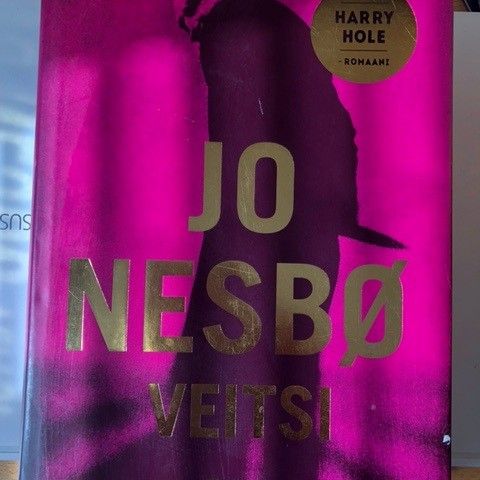 HARRY
HOLE
- ROMAANI
JO
NESBØ
VEITSI